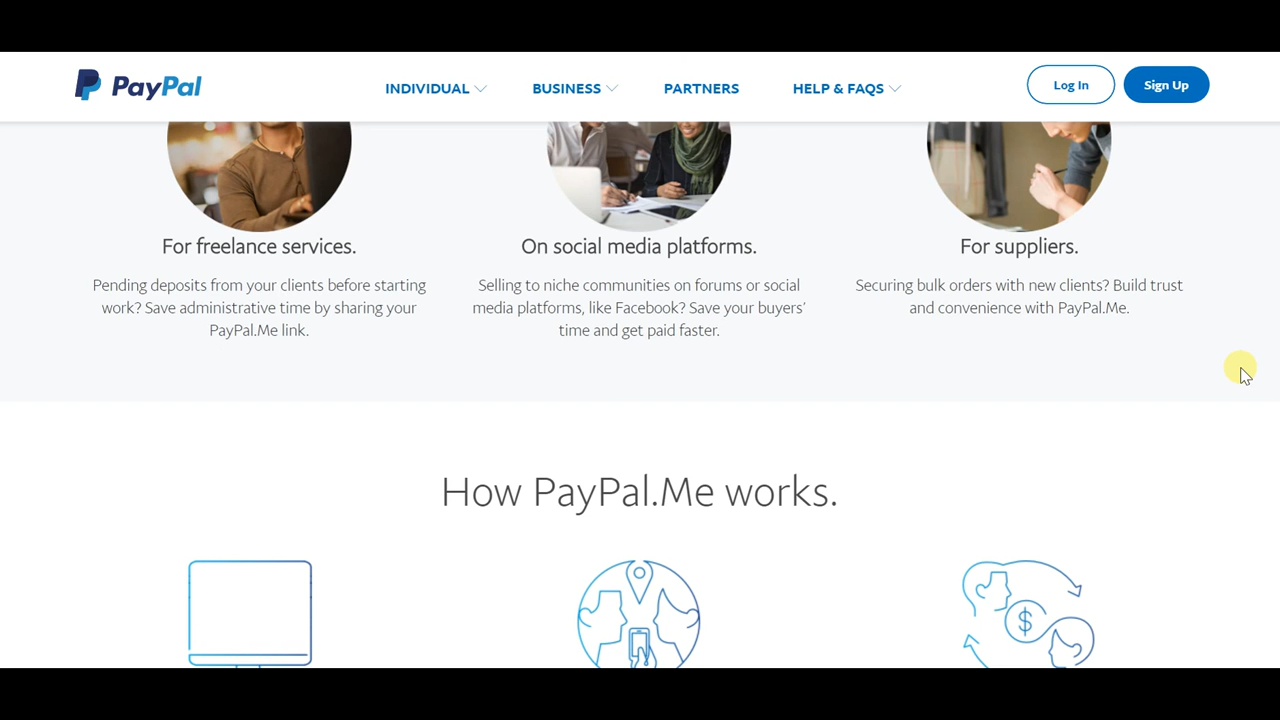 PayPal
INDIVIDUAL
BUSINESS
PARTNERS
HELP & FAQS
Log In
Sign Up
For freelance services.
Pending deposits from your clients before starting
work? Save administrative time by sharing your
PayPal.Me link.
On social media platforms.
Selling to niche communities on forums or social
media platforms, like Facebook? Save your buyers’
time and get paid faster.
For suppliers.
Securing bulk orders with new clients? Build trust
and convenience with PayPal.Me.
How PayPal.Me works.
$